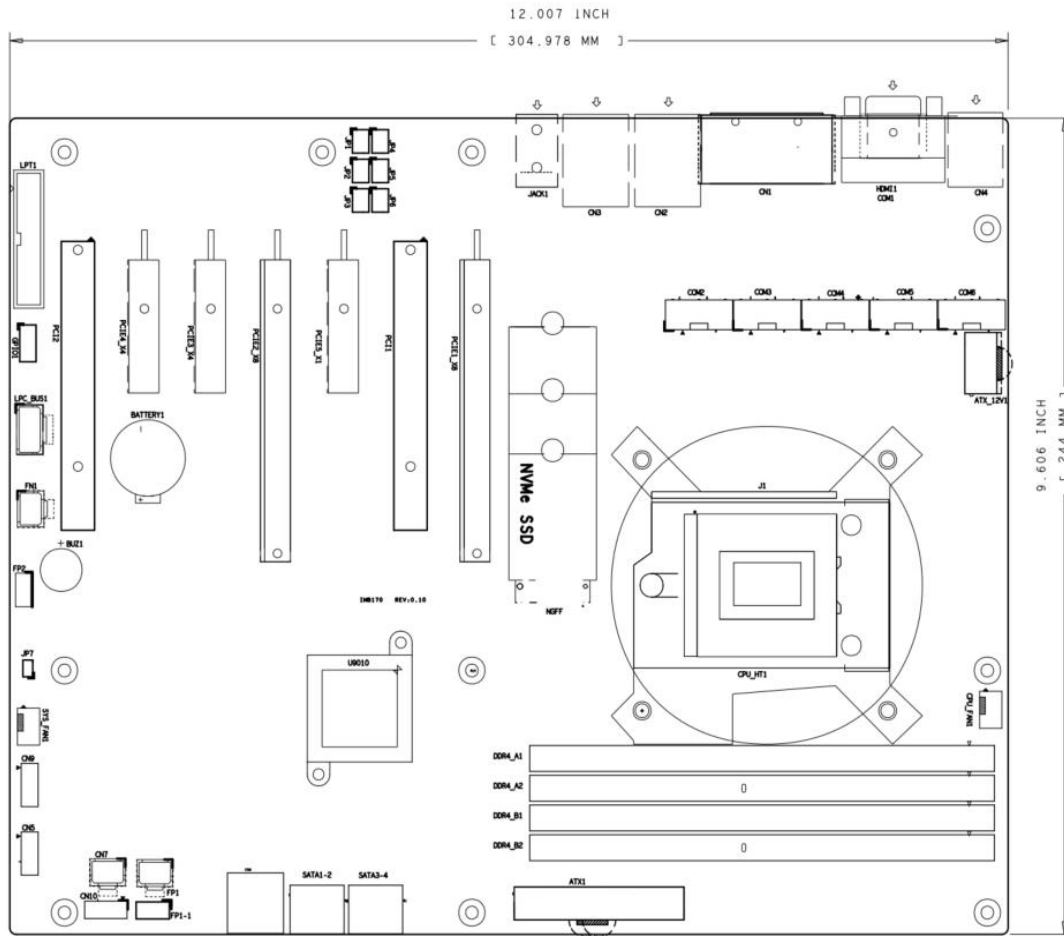 12.007 INCH
[ 304.978 MM ]
LPT1
JP1
JP4
JP2
JP5
JP3
JP6
JACK1
CN3
CN2
CN1
HDMI1
COM1
CN4
GPIO1
PCI2
PCIE4_X4
PCIE3_X4
PCIE2_X8
PCIE5_X1
PCI1
PCIE1_X8
COM2
COM3
COM4
COM5
COM6
ATX_12V1
9.606 INCH
[ 244 MM ]
LPC_BUS1
BATTERY1
-
+
FN1
NVMe SSD
J1
+ BUZ1
FP2
IMB170 REV:0.10
NGFF
JP7
U9010
CPU_HT1
SYS_FAN1
CPU_FAN1
DDR4_A1
CN9
DDR4_A2
DDR4_B1
CN5
DDR4_B2
CN7
FP1
SATA1-2
SATA3-4
ATX1
CN10
FP1-1